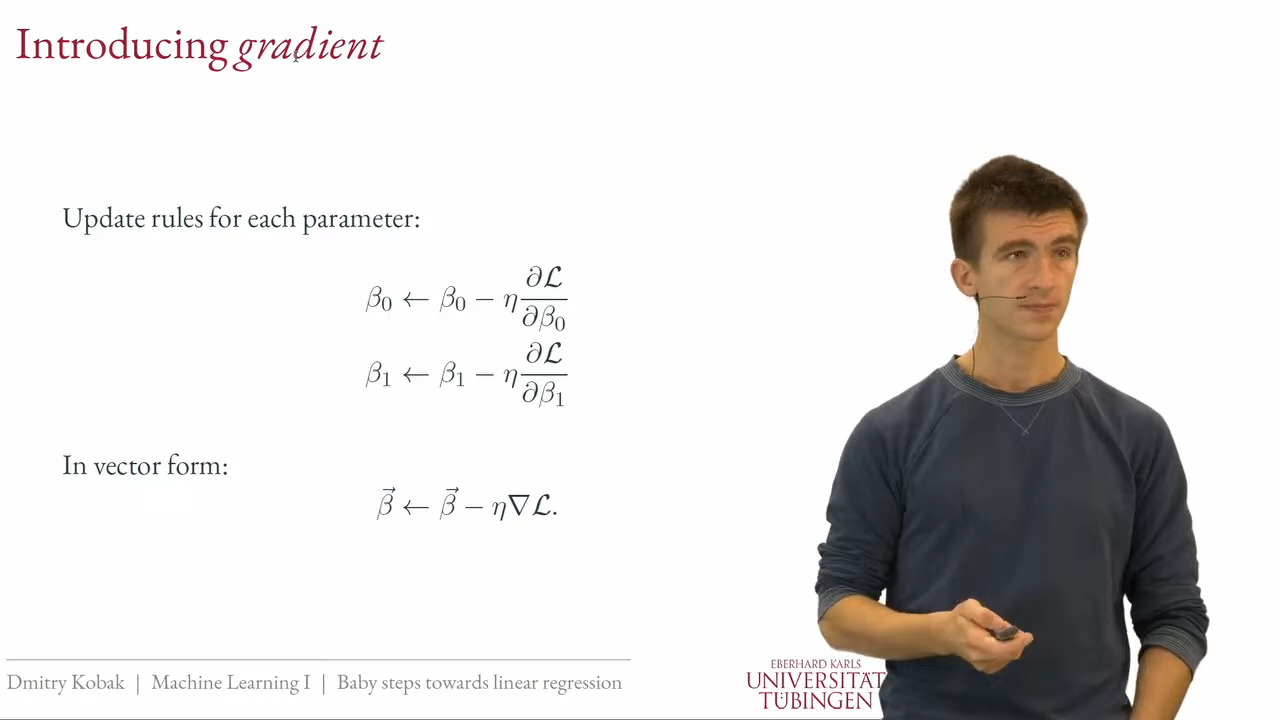 Introducing gradient
Update rules for each parameter:
β₀ ← β₀ − η ∂ℒ/∂β₀
β₁ ← β₁ − η ∂ℒ/∂β₁
In vector form:
β⃗ ← β⃗ − η∇ℒ.
Dmitry Kobak | Machine Learning I | Baby steps towards linear regression
EBERHARD KARLS
UNIVERSITÄT
TÜBINGEN